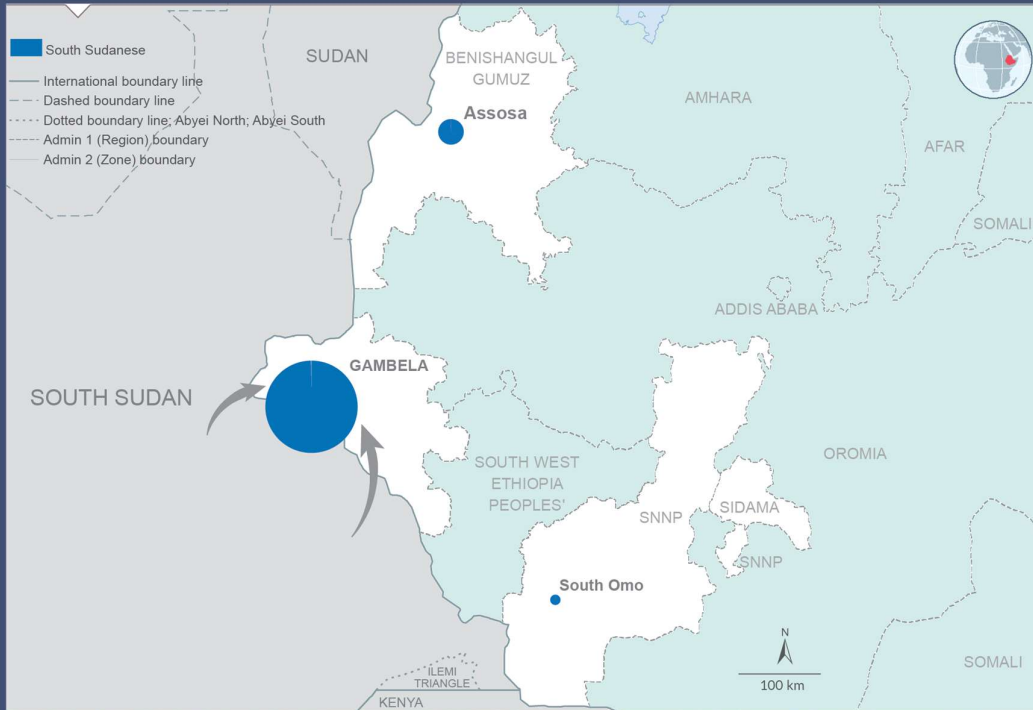 South Sudanese
International boundary line
Dashed boundary line
Dotted boundary line; Abyei North; Abyei South
Admin 1 (Region) boundary
Admin 2 (Zone) boundary
SUDAN
BENISHANGUL
GUMUZ
Assosa
AMHARA
AFAR
SOMALI
ADDIS ABABA
GAMBELA
SOUTH SUDAN
SOUTH WEST
ETHIOPIA
PEOPLES'
OROMIA
SNNP
SIDAMA
SNNP
South Omo
N
100 km
SOMALI
ILEMI
TRIANGLE
KENYA